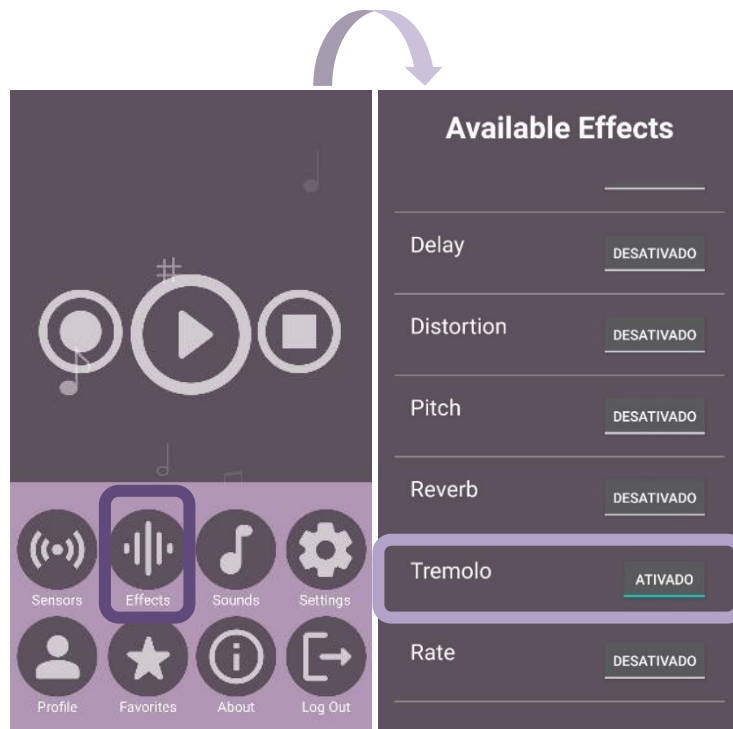 Sensors
Effects
Sounds
Settings
Profile
Favorites
About
Log Out
Available Effects
Delay DESATIVADO
Distortion DESATIVADO
Pitch DESATIVADO
Reverb DESATIVADO
Tremolo ATIVADO
Rate DESATIVADO